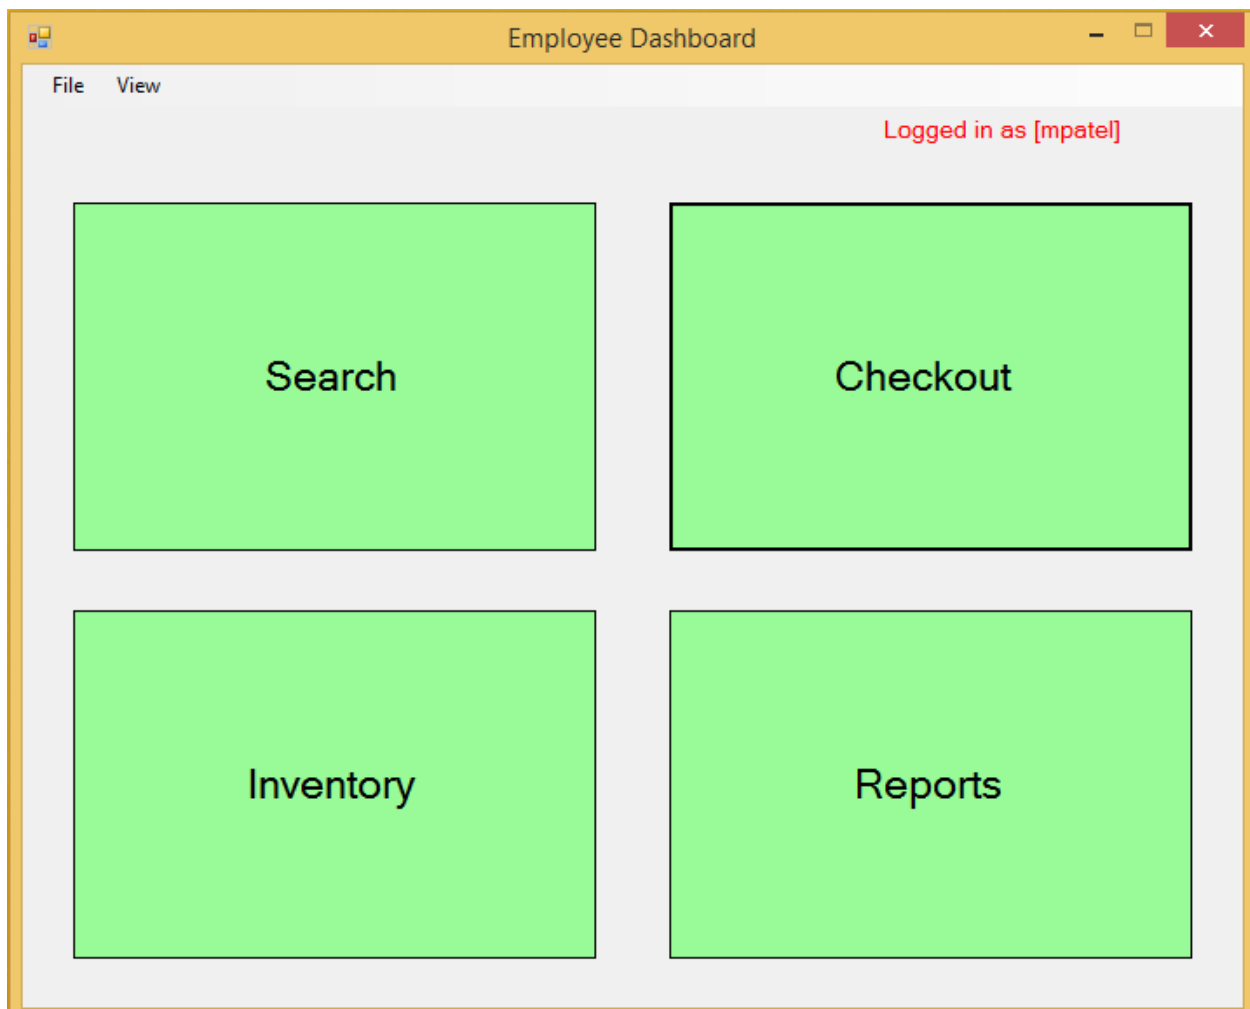 Employee Dashboard
File View
Logged in as [mpatel]
Search Checkout
Inventory Reports